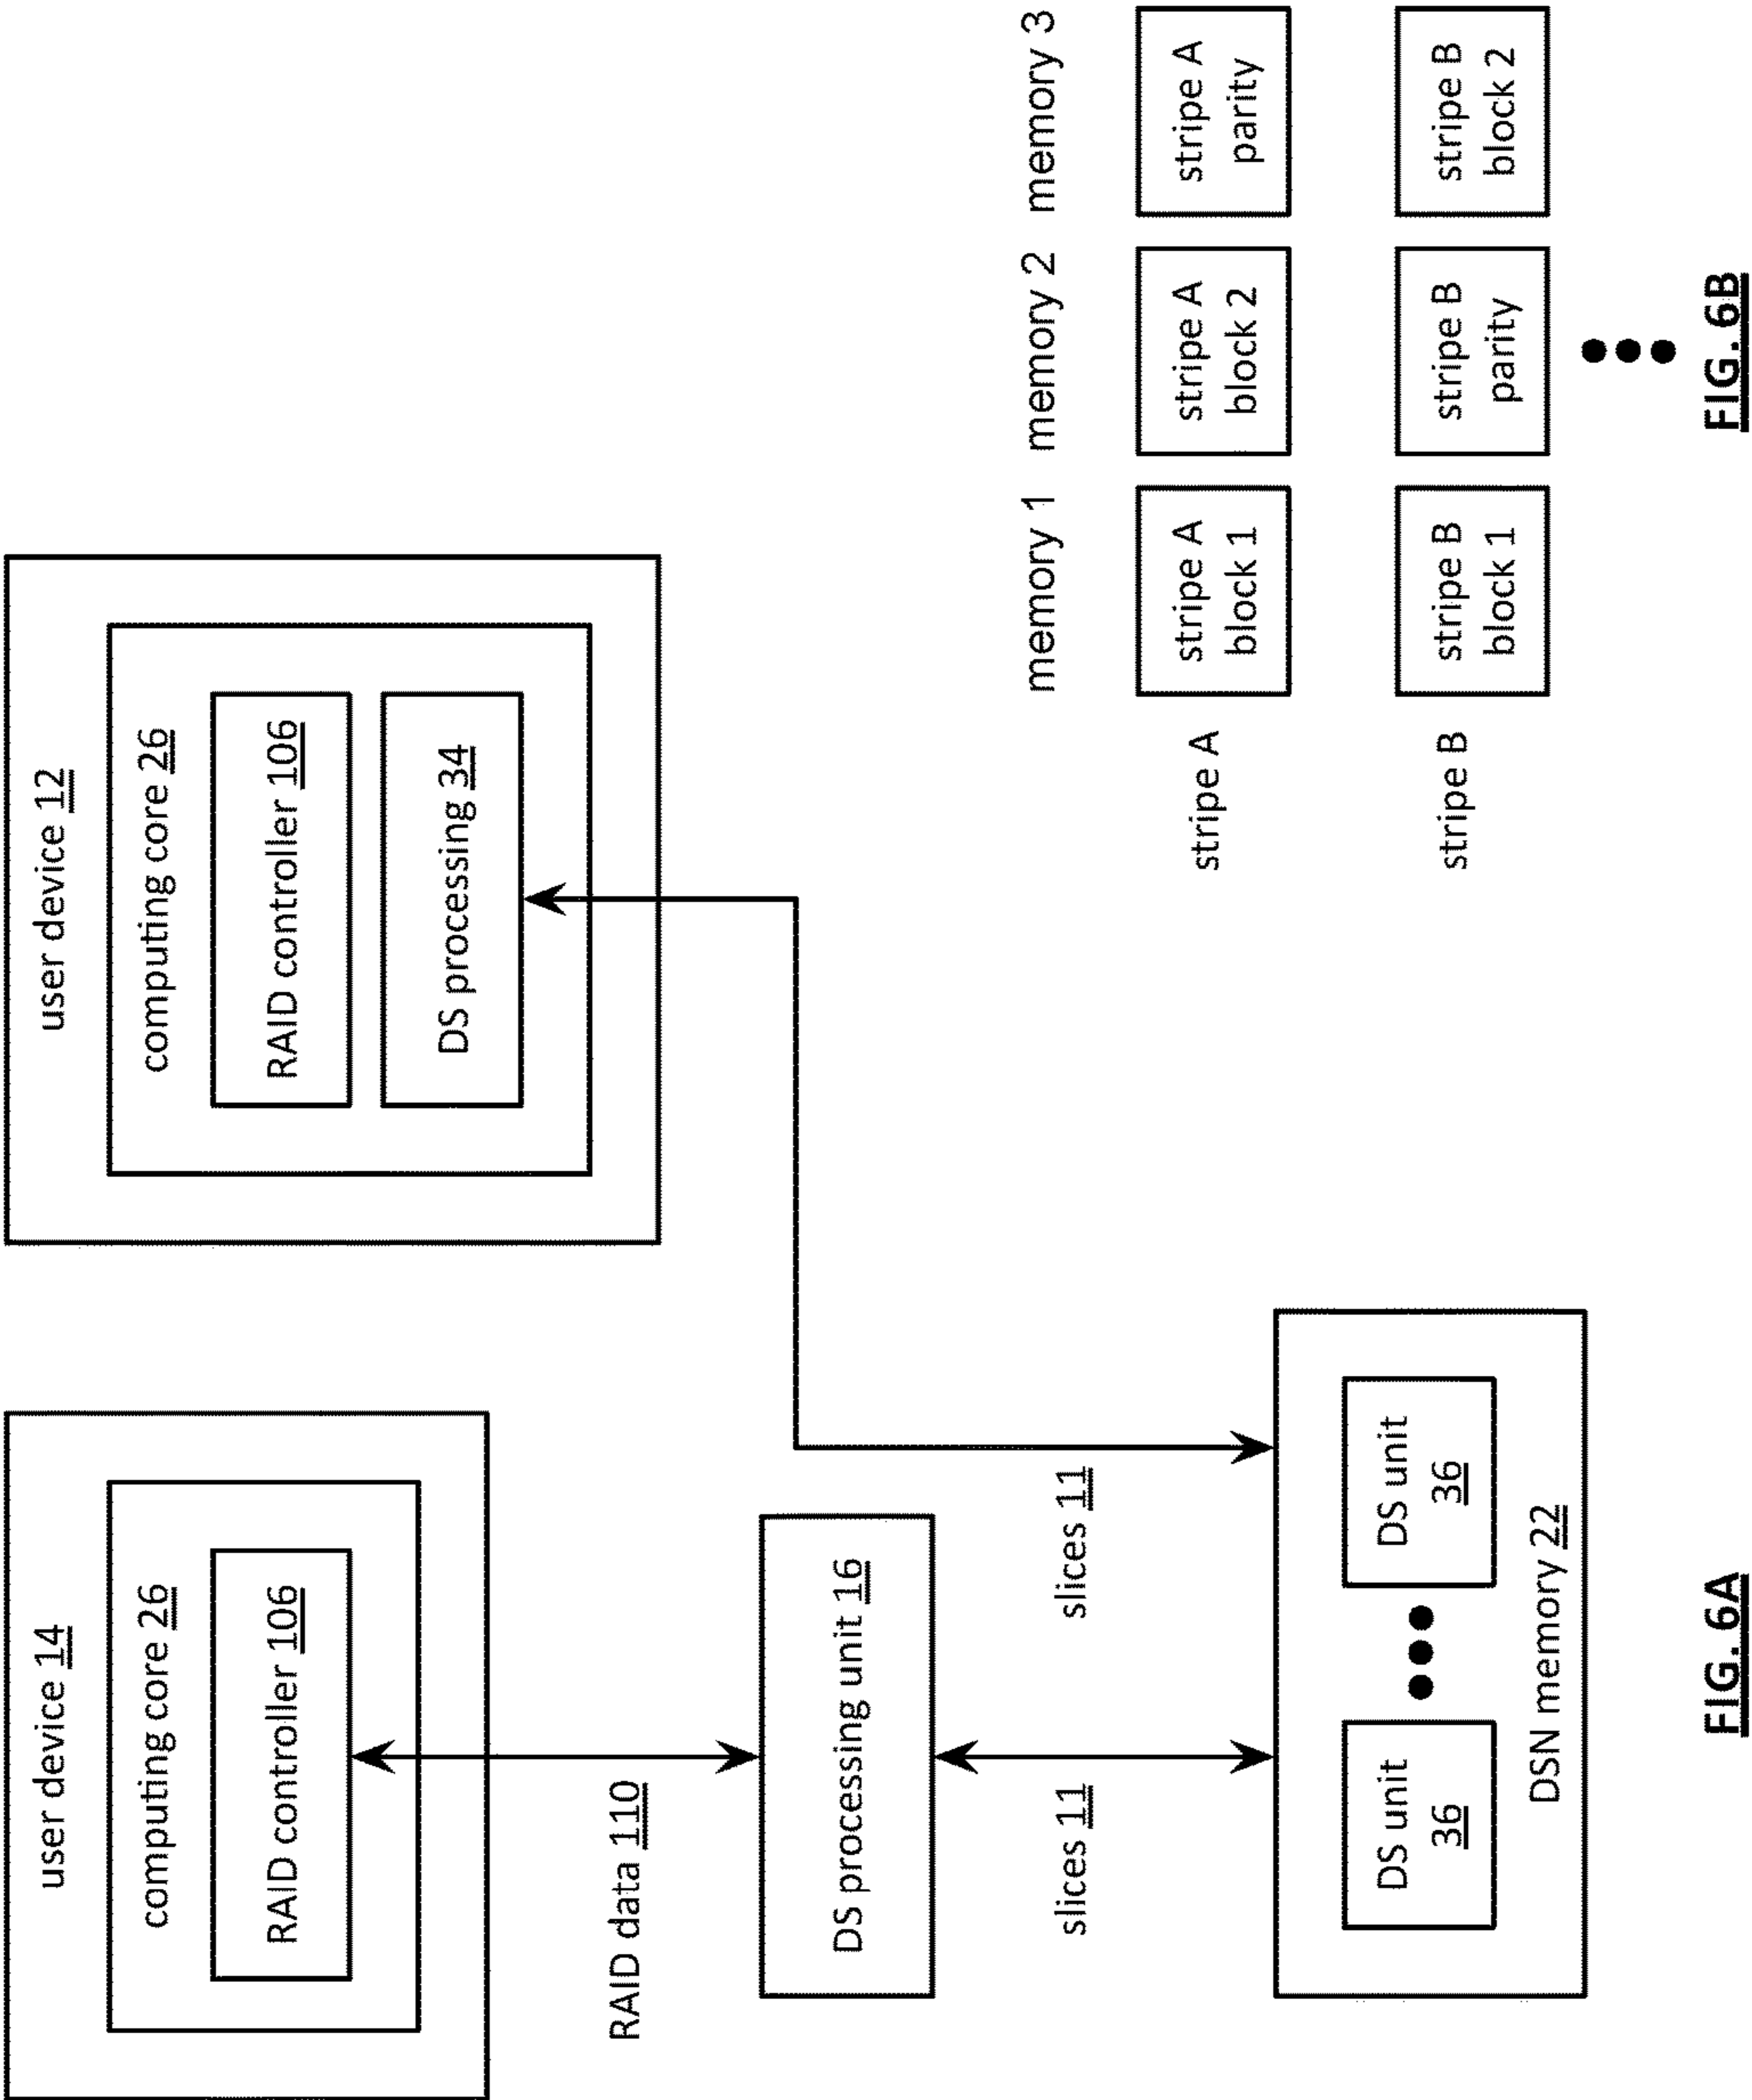 user device 14
computing core 26
RAID controller 106
RAID data 110
DS processing unit 16
slices 11
slices 11
DS unit
36
DS unit
36
DSN memory 22
FIG. 6A
user device 12
computing core 26
RAID controller 106
DS processing 34
memory 1 memory 2 memory 3
stripe A
stripe A
block 1
stripe A
block 2
stripe A
parity
stripe B
stripe B
block 1
stripe B
parity
stripe B
block 2
FIG. 6B